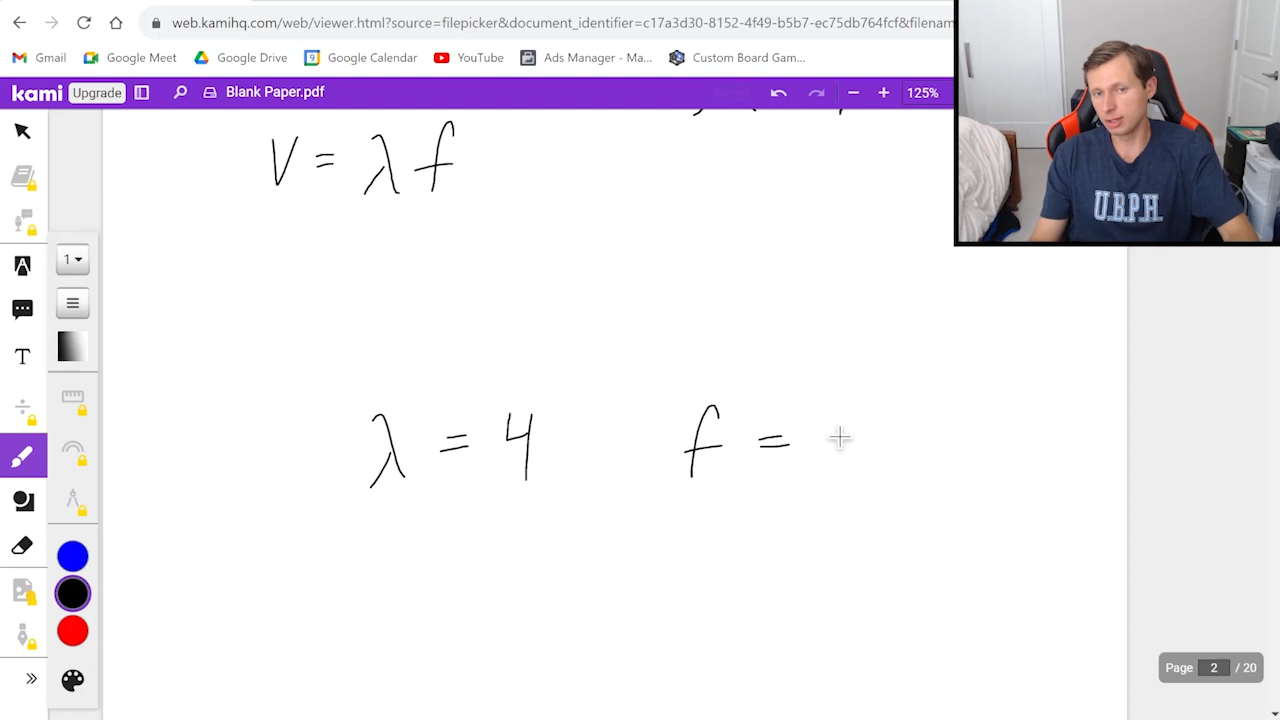 web.kamihq.com/web/viewer.html?source=filepicker&document_identifier=c17a3d30-8152-4f49-b5b7-ec75db764fcf&filenam
Gmail Google Meet Google Drive 9 Google Calendar YouTube Ads Manager - Ma... Custom Board Gam...
kami Upgrade Blank Paper.pdf 125%
V = λ f
U.B.P.H.
1
A
T
λ = 4 f =
Page 2 / 20